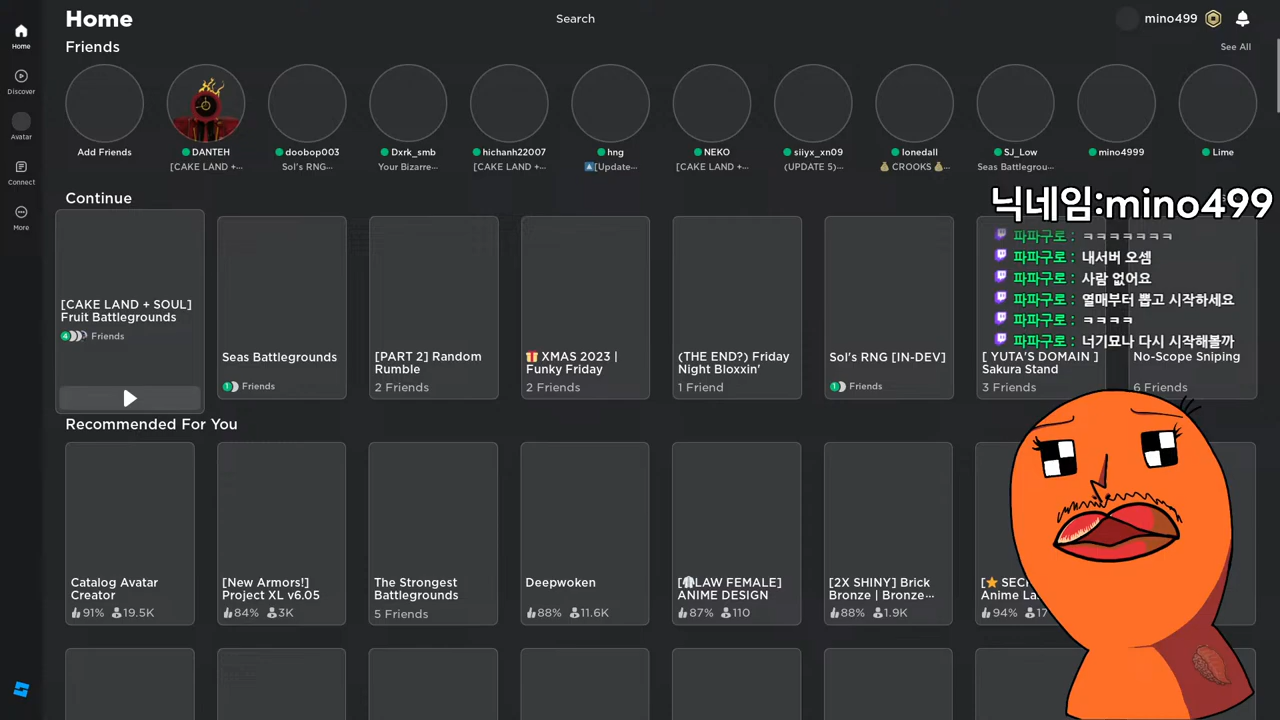 Home
Search
mino499
Home
Friends
See All
Discover
Avatar
Connect
More
Add Friends
DANTEH
[CAKE LAND +···
doobop003
Sol's RNG···
Dxrk_smb
Your Bizarre···
hichanh22007
[CAKE LAND +···
hng
[Update···
NEKO
[CAKE LAND +···
siiyx_xn09
(UPDATE 5)···
lonedall
💰 CROOKS 💰···
SJ_Low
Seas Battlegrou···
mino4999
Lime
Continue
닉네임:mino499
파파구로 : ㅋㅋㅋㅋㅋㅋㅋ
파파구로 : 내서버 오셈
파파구로 : 사람 없어요
파파구로 : 열매부터 뽑고 시작하세요
파파구로 : ㅋㅋㅋㅋ
파파구로 : 너기묘나 다시 시작해볼까
[CAKE LAND + SOUL]
Fruit Battlegrounds
4 Friends
Seas Battlegrounds
1 Friends
[PART 2] Random
Rumble
2 Friends
🎁 XMAS 2023 |
Funky Friday
2 Friends
(THE END?) Friday
Night Bloxxin'
1 Friend
Sol's RNG [IN-DEV]
1 Friends
[ YUTA'S DOMAIN ]
Sakura Stand
3 Friends
No-Scope Sniping
6 Friends
Recommended For You
Catalog Avatar
Creator
91% 19.5K
[New Armors!]
Project XL v6.05
84% 3K
The Strongest
Battlegrounds
5 Friends
Deepwoken
88% 11.6K
LAW FEMALE]
ANIME DESIGN
87% 110
[2X SHINY] Brick
Bronze | Bronze···
88% 1.9K
[⭐ SEC
Anime La
94% 17